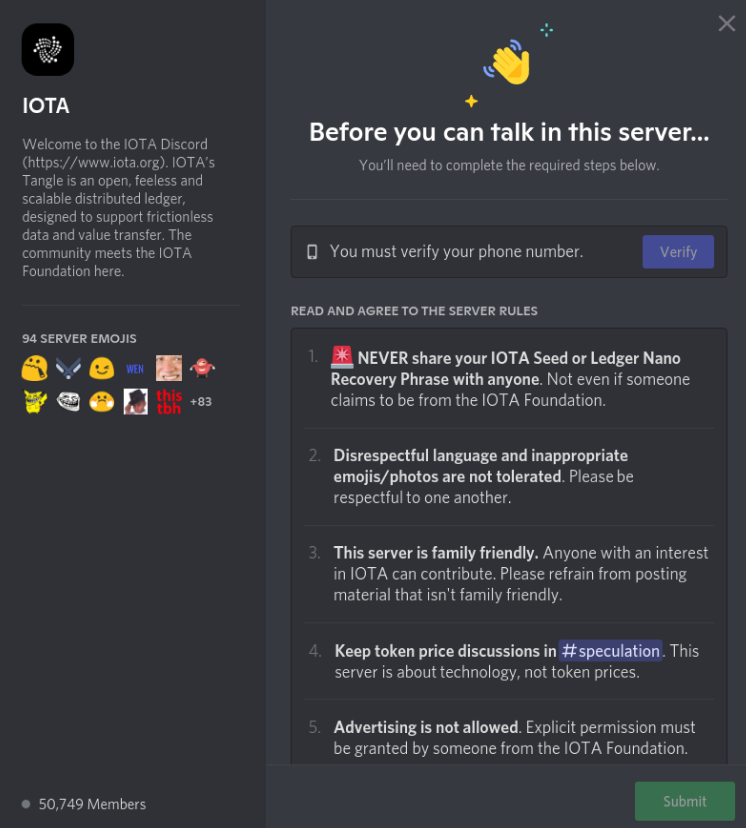 IOTA
Welcome to the IOTA Discord
(https://www.iota.org). IOTA's
Tangle is an open, feeless and
scalable distributed ledger,
designed to support frictionless
data and value transfer. The
community meets the IOTA
Foundation here.
94 SERVER EMOJIS
WEN
this
tbh
+83
50,749 Members
Before you can talk in this server...
You'll need to complete the required steps below.
You must verify your phone number.
Verify
READ AND AGREE TO THE SERVER RULES
1. NEVER share your IOTA Seed or Ledger Nano
Recovery Phrase with anyone. Not even if someone
claims to be from the IOTA Foundation.
2. Disrespectful language and inappropriate
emojis/photos are not tolerated. Please be
respectful to one another.
3. This server is family friendly. Anyone with an interest
in IOTA can contribute. Please refrain from posting
material that isn't family friendly.
4. Keep token price discussions in #speculation. This
server is about technology, not token prices.
5. Advertising is not allowed. Explicit permission must
be granted by someone from the IOTA Foundation.
Submit